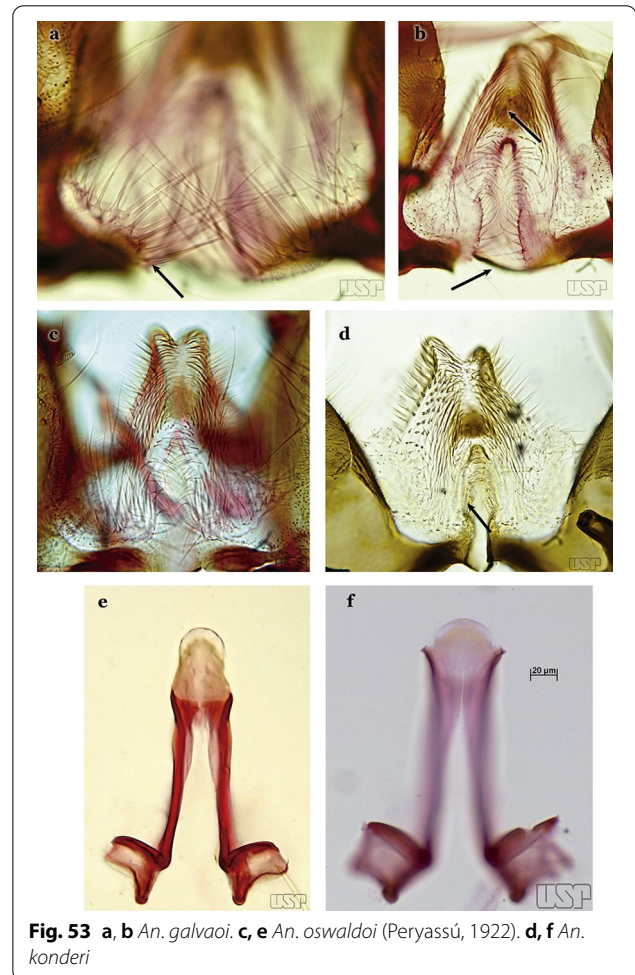 a
b
USP
USP
c
d
USP
USP
e
f
20 µm
USP
USP
Fig. 53 a, b An. galvaoi. c, e An. oswaldoi (Peryassú, 1922). d, f An.
konderi